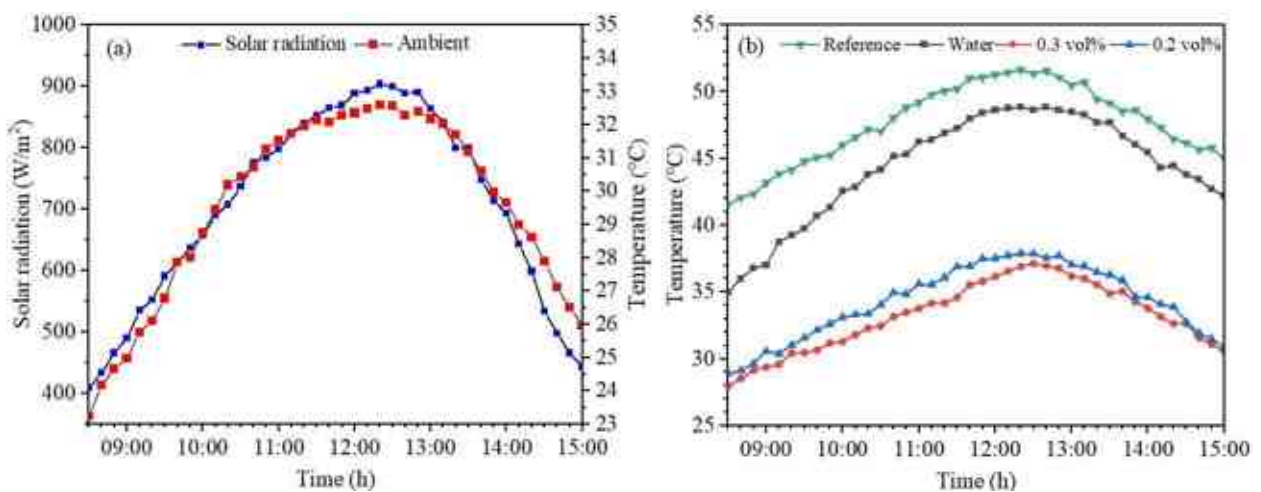 (a)
Solar radiation
Ambient
Solar radiation (W/m²)
1000
900
800
700
600
500
400
Temperature (°C)
35
34
33
32
31
30
29
28
27
26
25
24
23
09:00 10:00 11:00 12:00 13:00 14:00 15:00
Time (h)
(b)
Reference
Water
0.3 vol%
0.2 vol%
Temperature (°C)
55
50
45
40
35
30
25
09:00 10:00 11:00 12:00 13:00 14:00 15:00
Time (h)